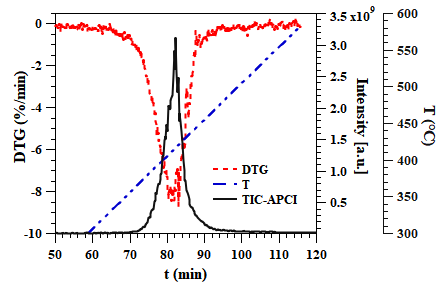 0
-2
-4
-6
-8
-10
DTG (%/min)
50 60 70 80 90 100 110 120
t (min)
3.5 x10⁹
3.0
2.5
2.0
1.5
1.0
0.5
Intensity [a.u]
600
550
500
450
400
350
300
T (°C)
DTG
T
TIC-APCI